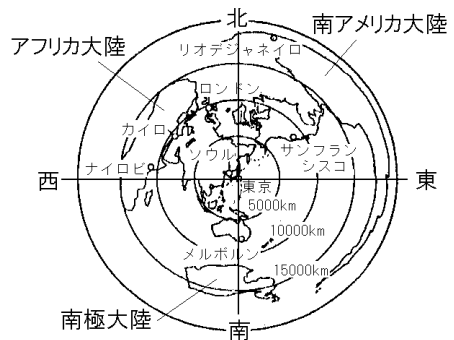 北
南アメリカ大陸
リオデジャネイロ
アフリカ大陸
ロンドン
カイロ
ソウル
サンフラン
シスコ
ナイロビ
西
東
東京
5000km
10000km
メルボルン
15000km
南極大陸
南